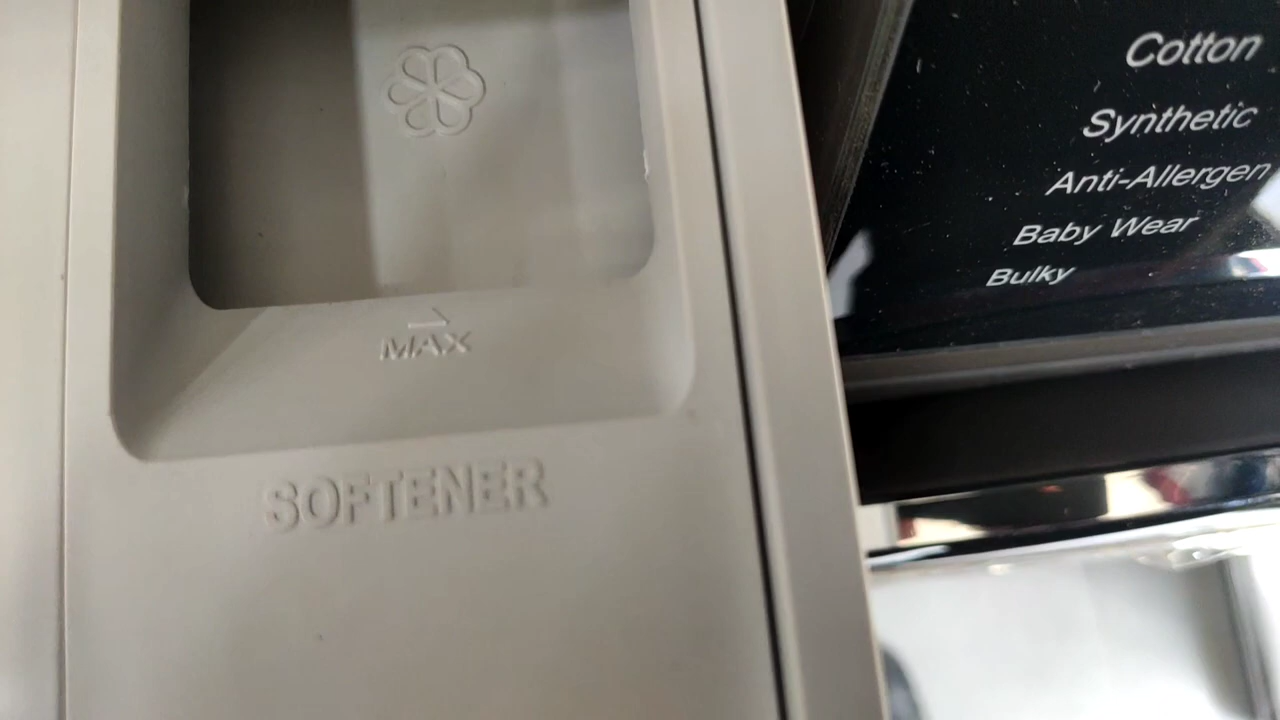 MAX
SOFTENER
Cotton
Synthetic
Anti-Allergen
Baby Wear
Bulky